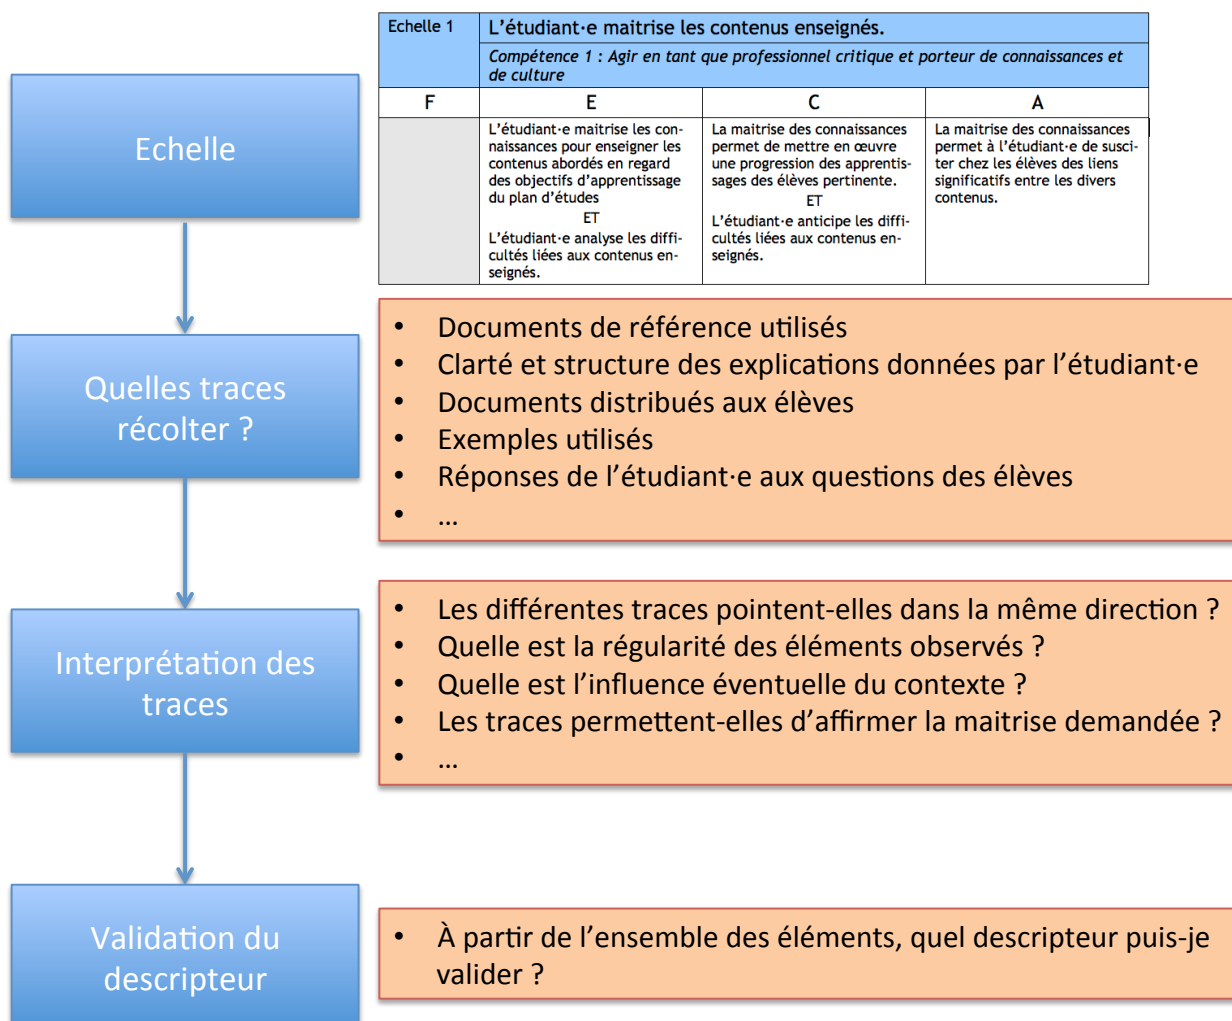 Echelle
Echelle 1
L’étudiant·e maitrise les contenus enseignés.
Compétence 1 : Agir en tant que professionnel critique et porteur de connaissances et
de culture
F
E
C
A
L’étudiant·e maitrise les con-
naissances pour enseigner les
contenus abordés en regard
des objectifs d’apprentissage
du plan d’études
ET
L’étudiant·e analyse les diffi-
cultés liées aux contenus en-
seignés.
La maitrise des connaissances
permet de mettre en œuvre
une progression des apprentis-
sages des élèves pertinente.
ET
L’étudiant·e anticipe les diffi-
cultés liées aux contenus en-
seignés.
La maitrise des connaissances
permet à l’étudiant·e de susci-
ter chez les élèves des liens
significatifs entre les divers
contenus.
Quelles traces
récolter ?
• Documents de référence utilisés
• Clarté et structure des explications données par l’étudiant·e
• Documents distribués aux élèves
• Exemples utilisés
• Réponses de l’étudiant·e aux questions des élèves
• …
Interprétation des
traces
• Les différentes traces pointent-elles dans la même direction ?
• Quelle est la régularité des éléments observés ?
• Quelle est l’influence éventuelle du contexte ?
• Les traces permettent-elles d’affirmer la maitrise demandée ?
• …
Validation du
descripteur
• À partir de l’ensemble des éléments, quel descripteur puis-je
valider ?